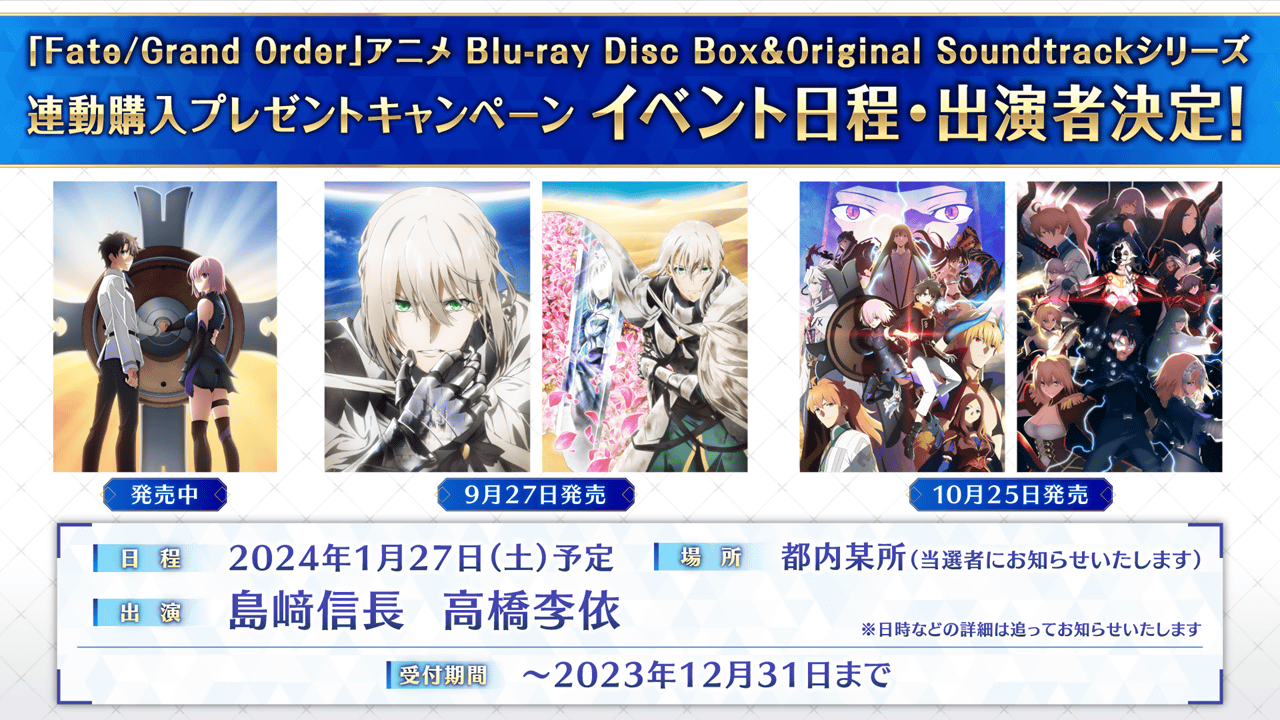 「Fate/Grand Order」アニメ Blu-ray Disc Box&Original Soundtrackシリーズ
連動購入プレゼントキャンペーン イベント日程・出演者決定!
発売中
9月27日発売
10月25日発売
日程 2024年1月27日(土)予定
場所 都内某所(当選者にお知らせいたします)
出演 島﨑信長 高橋李依
※日時などの詳細は追ってお知らせいたします
受付期間 ～2023年12月31日まで